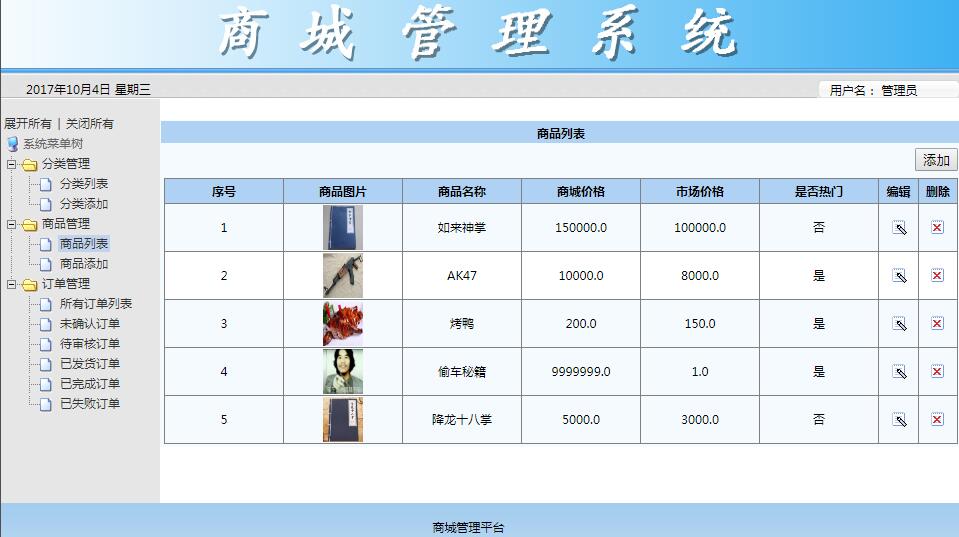 商城管理系统
2017年10月4日 星期三
用户名： 管理员
展开所有 | 关闭所有
系统菜单树
分类管理
分类列表
分类添加
商品管理
商品列表
商品添加
订单管理
所有订单列表
未确认订单
待审核订单
已发货订单
已完成订单
已失败订单
商品列表
添加
序号 商品图片 商品名称 商城价格 市场价格 是否热门 编辑 删除
1 如来神掌 150000.0 100000.0 否
2 AK47 10000.0 8000.0 是
3 烤鸭 200.0 150.0 是
4 偷车秘籍 9999999.0 1.0 是
5 降龙十八掌 5000.0 3000.0 否
商城管理平台